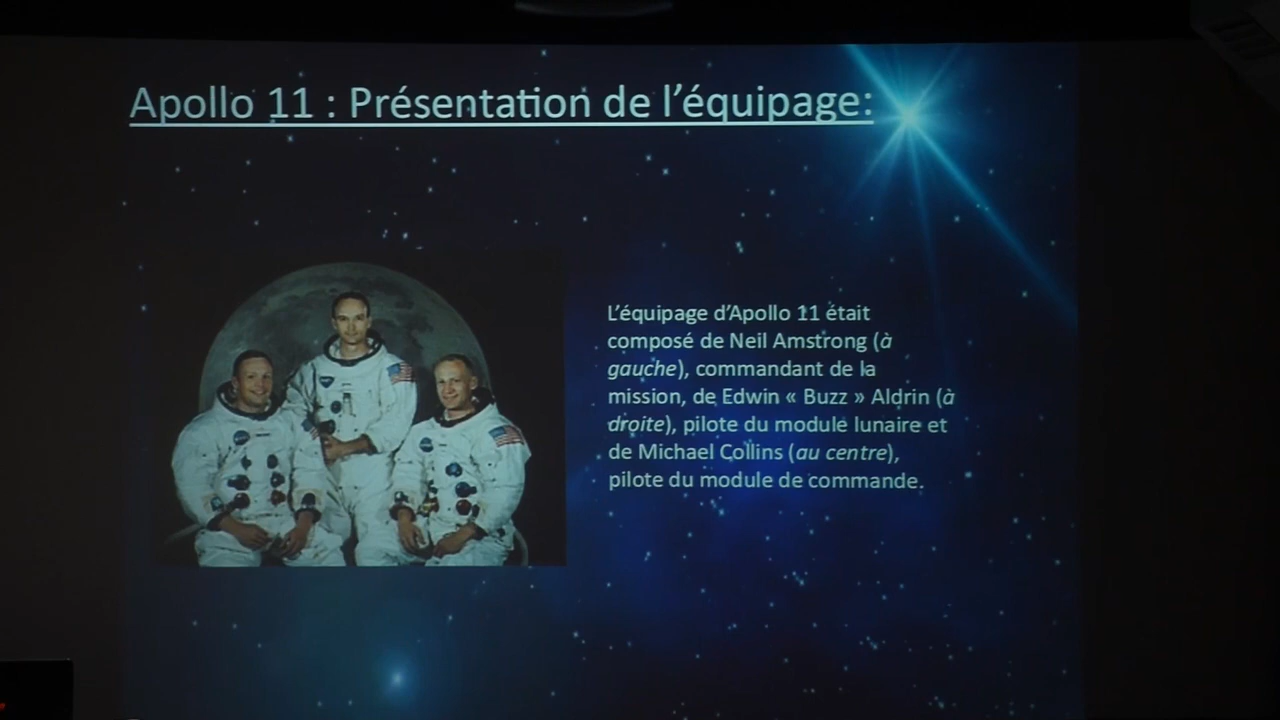 Apollo 11 : Présentation de l'équipage:
L'équipage d'Apollo 11 était
composé de Neil Amstrong (à
gauche), commandant de la
mission, de Edwin « Buzz » Aldrin (à
droite), pilote du module lunaire et
de Michael Collins (au centre),
pilote du module de commande.